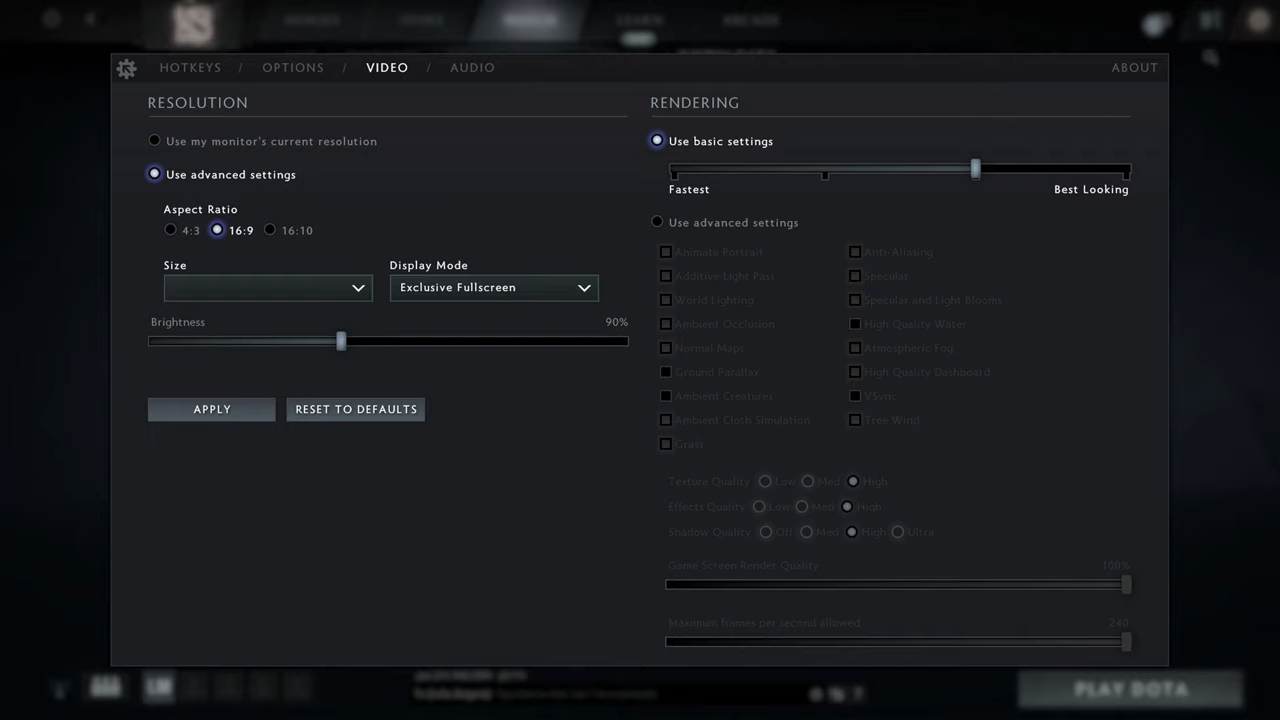 HOTKEYS / OPTIONS / VIDEO / AUDIO
ABOUT
RESOLUTION
Use my monitor's current resolution
Use advanced settings
Aspect Ratio
4:3 16:9 16:10
Size
Display Mode
Exclusive Fullscreen
Brightness 90%
APPLY
RESET TO DEFAULTS
RENDERING
Use basic settings
Fastest Best Looking
Use advanced settings
Animate Portrait
Additive Light Pass
World Lighting
Ambient Occlusion
Normal Maps
Ground Parallax
Ambient Creatures
Ambient Cloth Simulation
Grass
Anti-Aliasing
Specular
Specular and Light Blooms
High Quality Water
Atmospheric Fog
High Quality Dashboard
VSync
Tree Wind
Texture Quality Low Med High
Effects Quality Low Med High
Shadow Quality Off Med High Ultra
Game Screen Render Quality 100%
Maximum frames per second allowed 240
PLAY DOTA